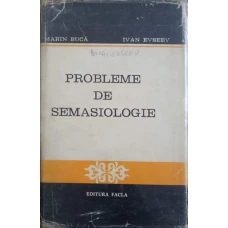 MARIN BUCĂ IVAN EVSEEV
PROBLEME
DE
SEMASIOLOGIE
EDITURA FACLA